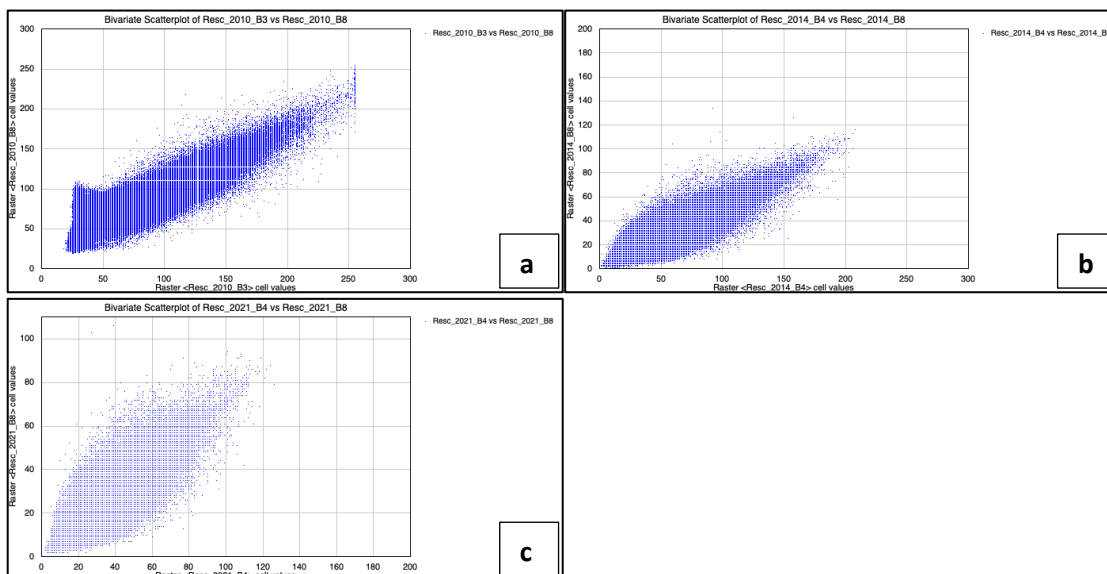 Bivariate Scatterplot of Resc_2010_B3 vs Resc_2010_B8
Resc_2010_B3 vs Resc_2010_B8
Raster <Resc_2010_B8> cell values
300
250
200
150
100
50
0
0 50 100 150 200 250 300
Raster <Resc_2010_B3> cell values
a
Bivariate Scatterplot of Resc_2014_B4 vs Resc_2014_B8
Resc_2014_B4 vs Resc_2014_B
Raster <Resc_2014_B8> cell values
200
180
160
140
120
100
80
60
40
20
0
0 50 100 150 200 250 300
Raster <Resc_2014_B4> cell values
b
Bivariate Scatterplot of Resc_2021_B4 vs Resc_2021_B8
Resc_2021_B4 vs Resc_2021_B8
Raster <Resc_2021_B8> cell values
100
80
60
40
20
0
0 20 40 60 80 100 120 140 160 180 200
Raster <Resc_2021_B4> cell values
c